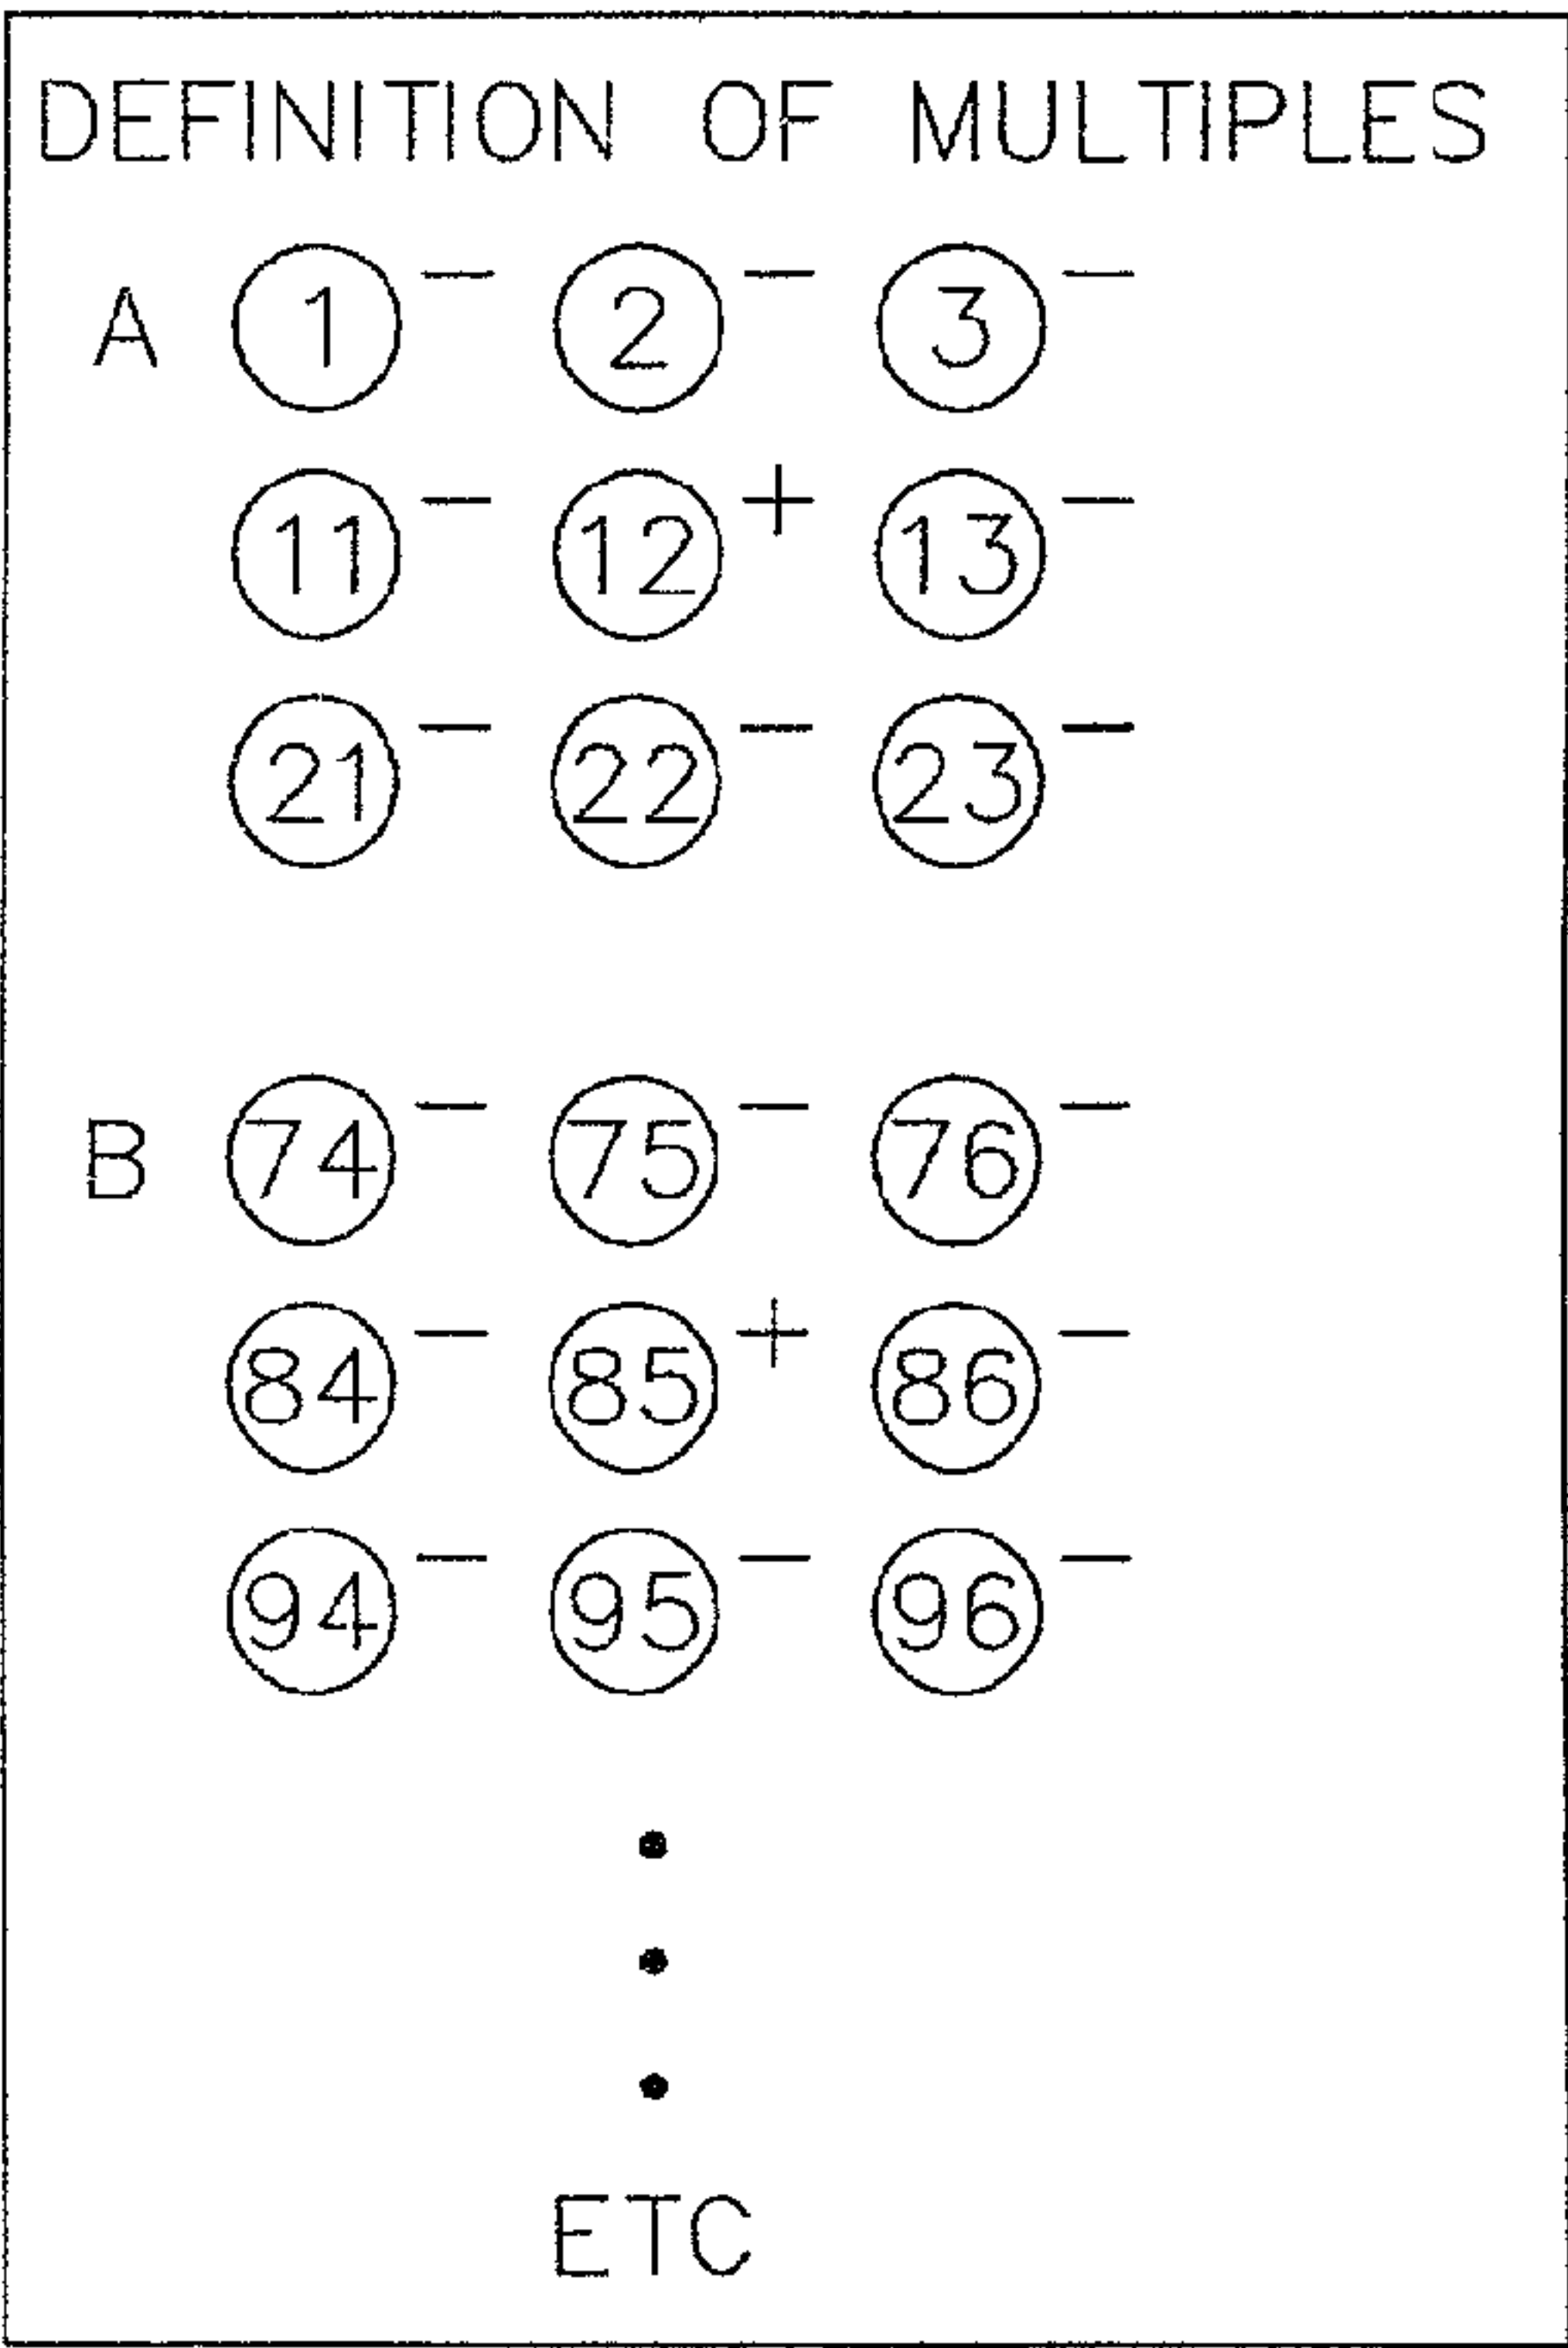 DEFINITION OF MULTIPLES
A 1 − 2 − 3 −
11 − 12 + 13 −
21 − 22 − 23 −
B 74 − 75 − 76 −
84 − 85 + 86 −
94 − 95 − 96 −
ETC